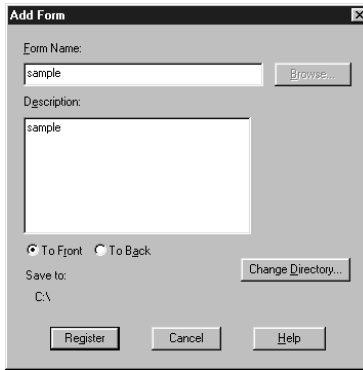 Add Form
Form Name:
sample
Browse...
Description:
sample
To Front To Back
Change Directory...
Save to:
C:\
Register Cancel Help